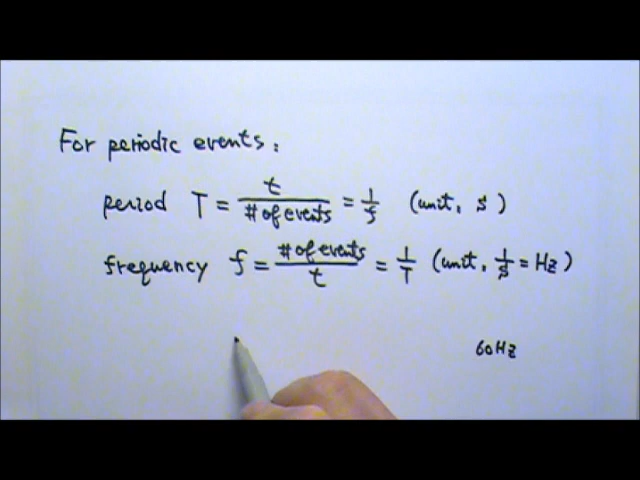 For periodic events:
period T = t / # of events = 1/f (unit, s)
frequency f = # of events / t = 1/T (unit, 1/s = Hz)
60Hz